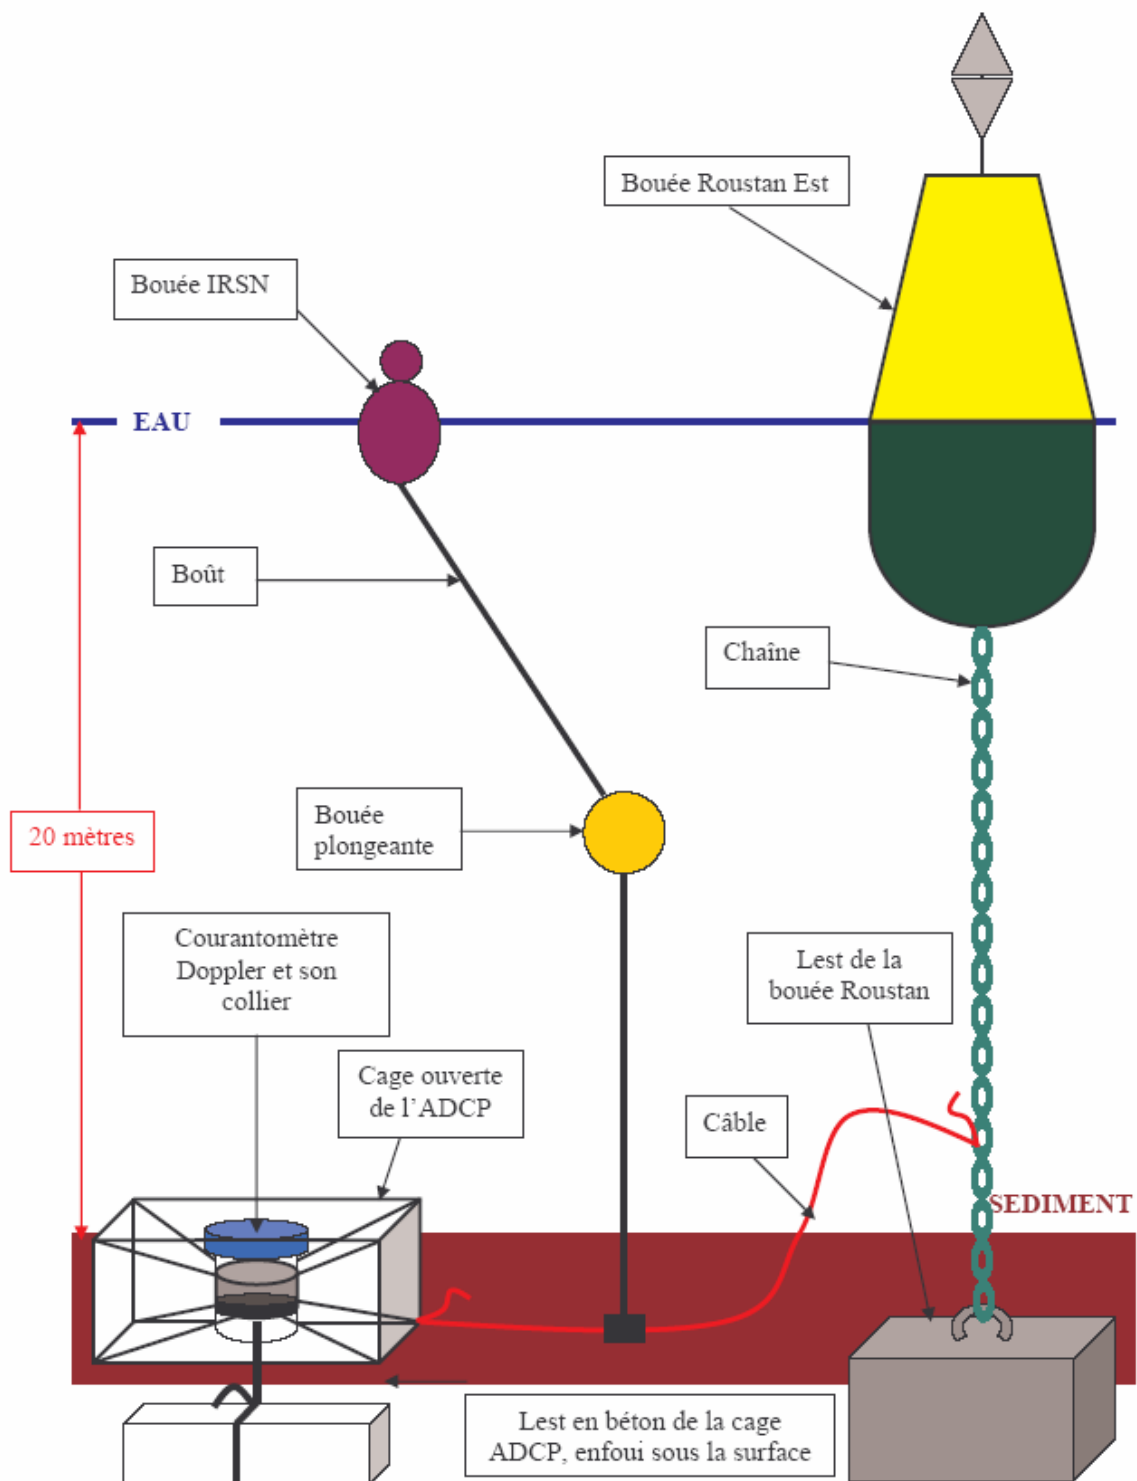 Bouée Roustan Est
Bouée IRSN
EAU
Boût
Chaîne
Bouée
plongeante
20 mètres
Courantomètre
Doppler et son
collier
Lest de la
bouée Roustan
Cage ouverte
de l'ADCP
Câble
SEDIMENT
Lest en béton de la cage
ADCP, enfoui sous la surface